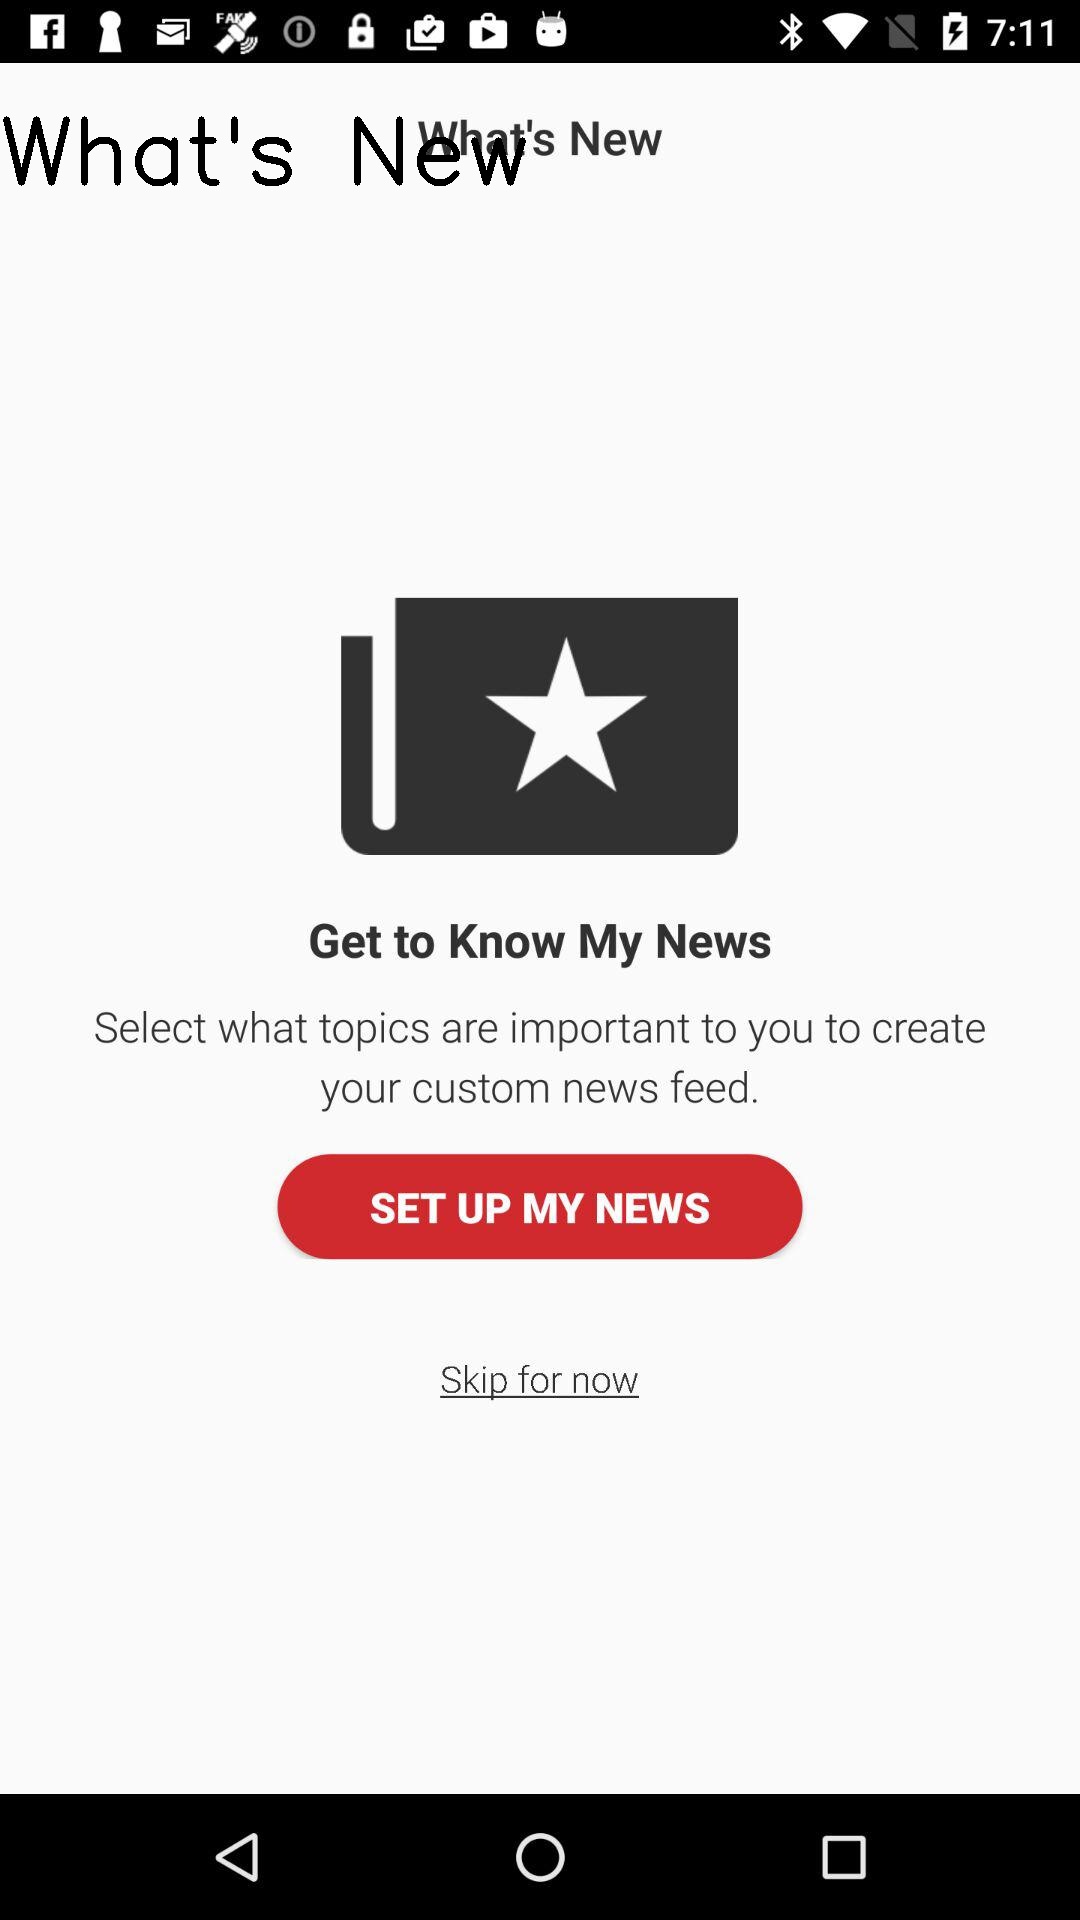 FAKE
7:11
What's New
What's New
Get to Know My News
Select what topics are important to you to create
your custom news feed.
SET UP MY NEWS
Skip for now